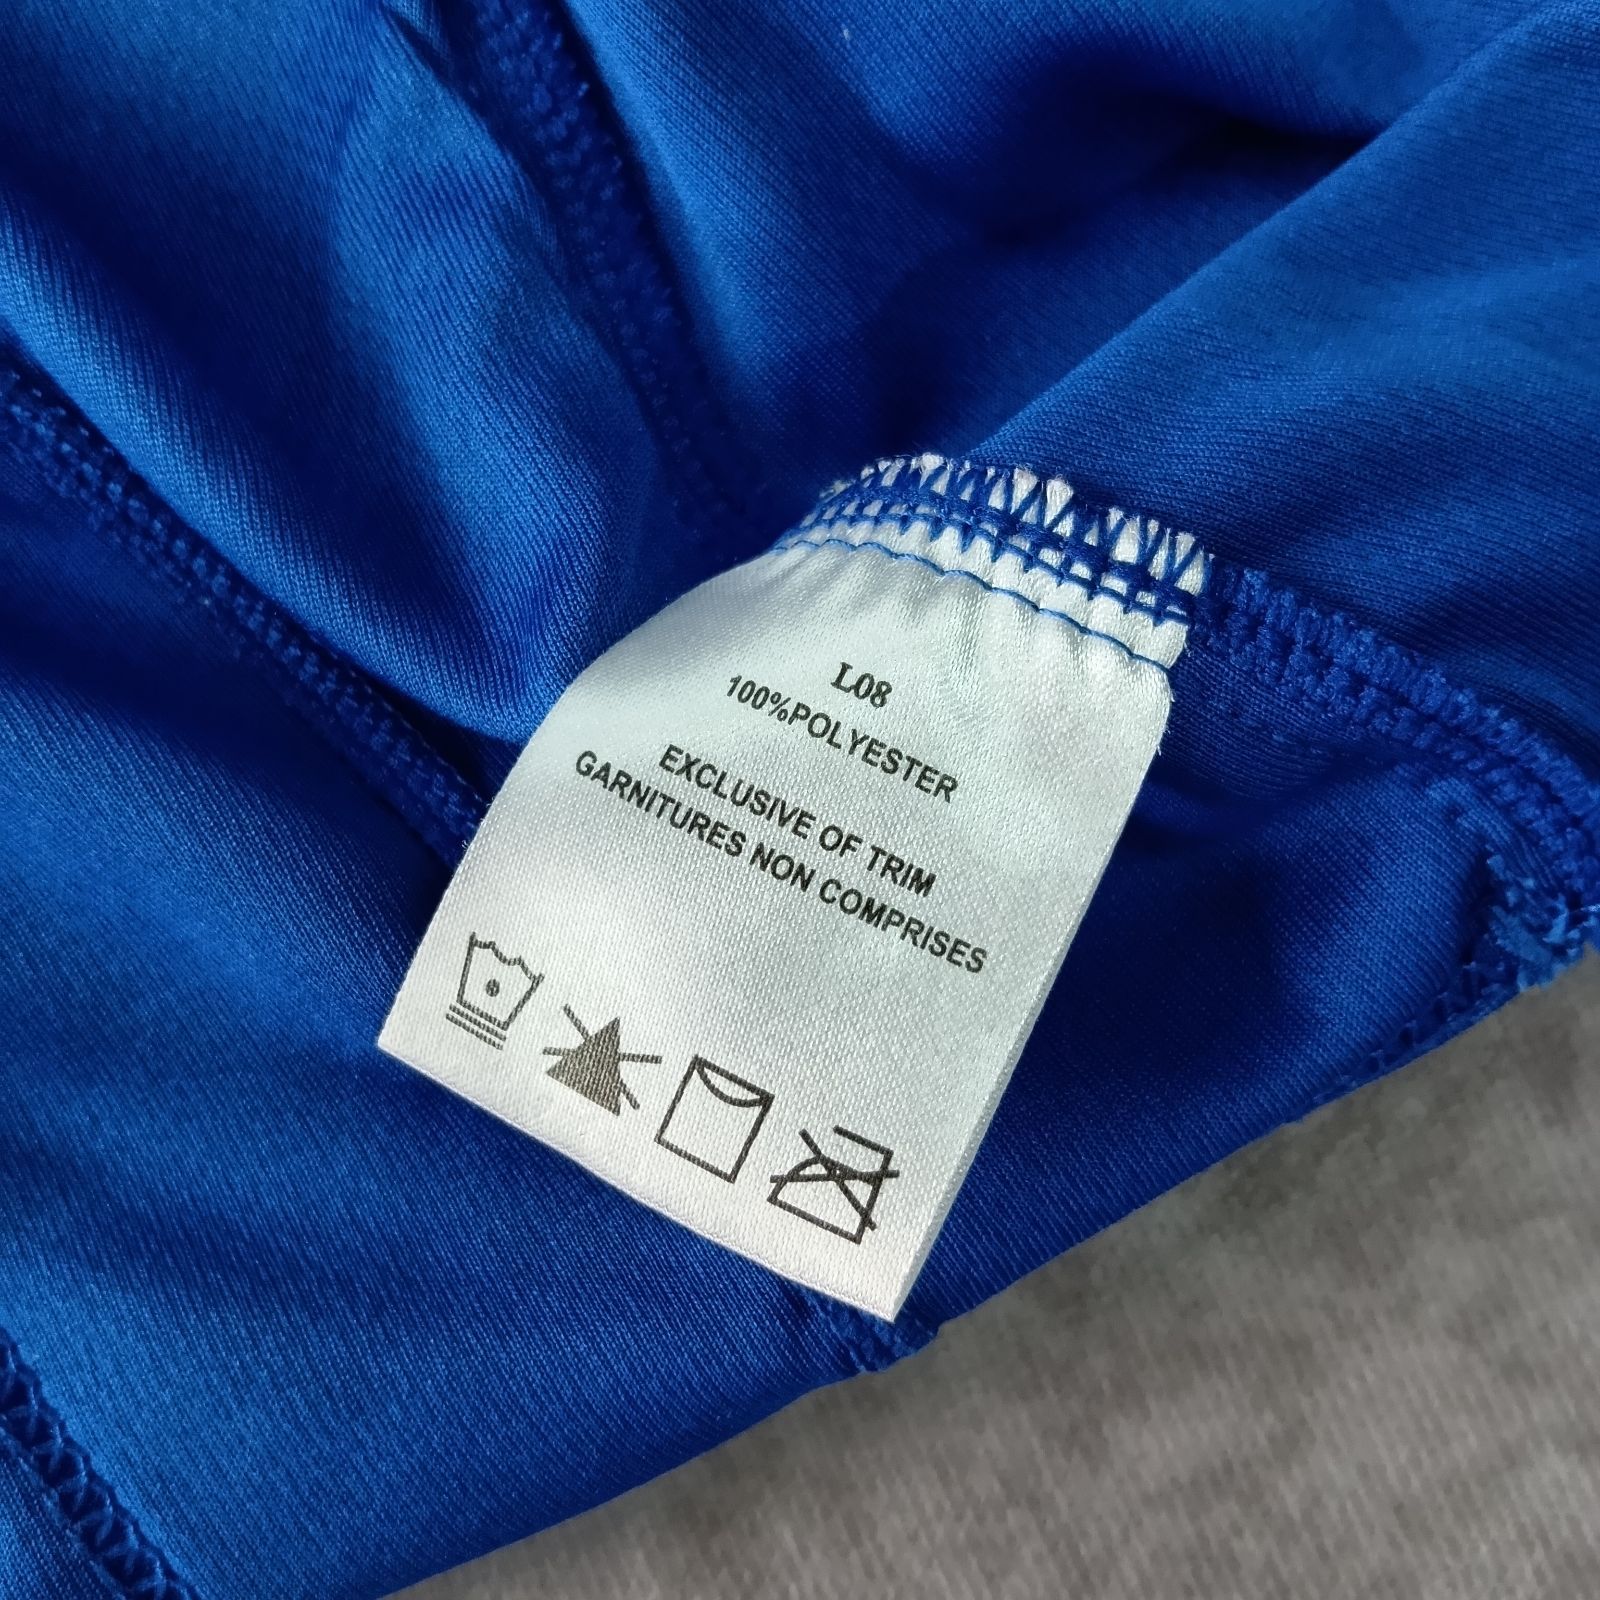 L08
100%POLYESTER
EXCLUSIVE OF TRIM
GARNITURES NON COMPRISES